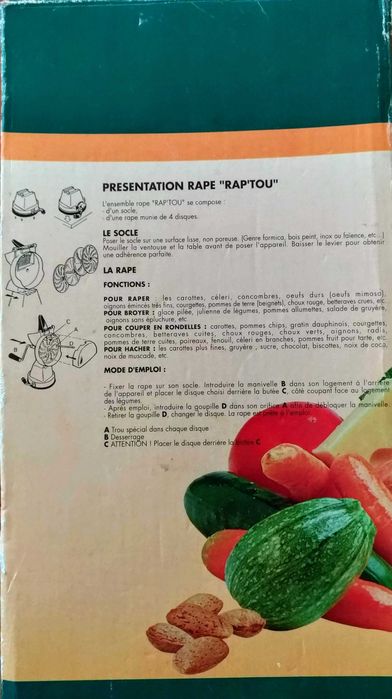 PRESENTATION RAPE "RAP'TOU"
L'ensemble rape "RAP'TOU" se compose :
- d'un socle,
- d'une rape munie de 4 disques.
LE SOCLE
Poser le socle sur une surface lisse, non poreuse. (Genre formica, bois peint, inox ou faïence, etc...)
Mouiller la ventouse et la table avant de poser l'appareil. Baisser le levier pour obtenir
une adhérence parfaite.
LA RAPE
FONCTIONS :
POUR RAPER : les carottes, céleri, concombres, oeufs durs (oeufs mimosa),
oignons émincés très fins, courgettes, pommes de terre (beignets), choux rouge, betteraves crues, etc.
POUR BROYER : glace pilée, julienne de légumes, pommes allumettes, salade de gruyère,
oignons sans épluchure, etc
POUR COUPER EN RONDELLES : carottes, pommes chips, gratin dauphinois, courgettes,
concombres, betteraves cuites, choux rouges, choux verts, oignons, radis,
pommes de terre cuites, poireaux, fenouil, céleri en branches, pommes fruit pour tarte, etc.
POUR HACHER : les carottes plus fines, gruyère, sucre, chocolat, biscottes, noix de coco,
noix de muscade, etc.
MODE D'EMPLOI :
- Fixer la rape sur son socle. Introduire la manivelle B dans son logement à l'arrière
de l'appareil et placer le disque choisi derrière la butée C, côté coupant face au logement
des légumes.
- Après emploi, introduire la goupille D dans son orifice A afin de débloquer la manivelle.
- Retirer la goupille D, changer le disque. La rape est prête à l'emploi.
A Trou spécial dans chaque disque
B Desserrage
C ATTENTION ! Placer le disque derrière la butée C